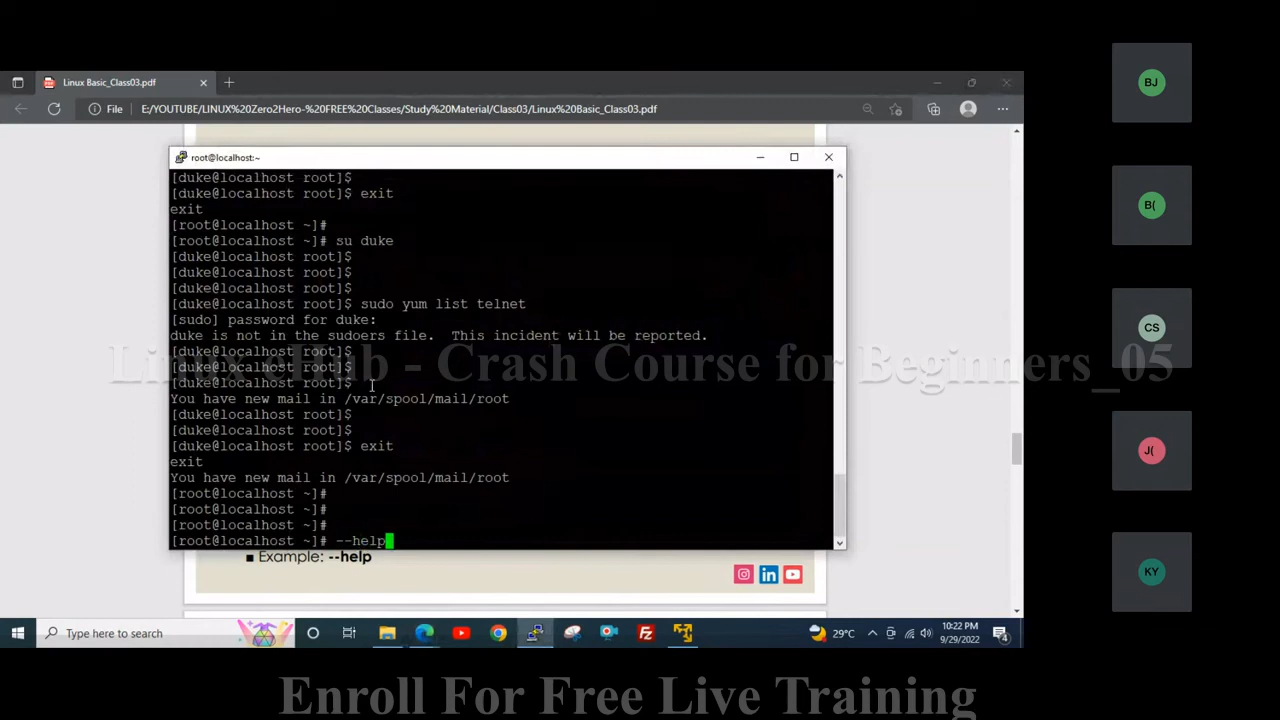 Linux Basic_Class03.pdf
File E:/YOUTUBE/LINUX%20Zero2Hero-%20FREE%20Classes/Study%20Material/Class03/Linux%20Basic_Class03.pdf
root@localhost:~
[duke@localhost root]$
[duke@localhost root]$ exit
exit
[root@localhost ~]#
[root@localhost ~]# su duke
[duke@localhost root]$
[duke@localhost root]$
[duke@localhost root]$
[duke@localhost root]$ sudo yum list telnet
[sudo] password for duke:
duke is not in the sudoers file.  This incident will be reported.
[duke@localhost root]$
[duke@localhost root]$
[duke@localhost root]$
You have new mail in /var/spool/mail/root
[duke@localhost root]$
[duke@localhost root]$
[duke@localhost root]$ exit
exit
You have new mail in /var/spool/mail/root
[root@localhost ~]#
[root@localhost ~]#
[root@localhost ~]#
[root@localhost ~]# --help
Linux eHub - Crash Course for Beginners_05
■ Example: --help
Type here to search
29°C
10:22 PM
9/29/2022
4
BJ
B(
CS
J(
KY
Enroll For Free Live Training